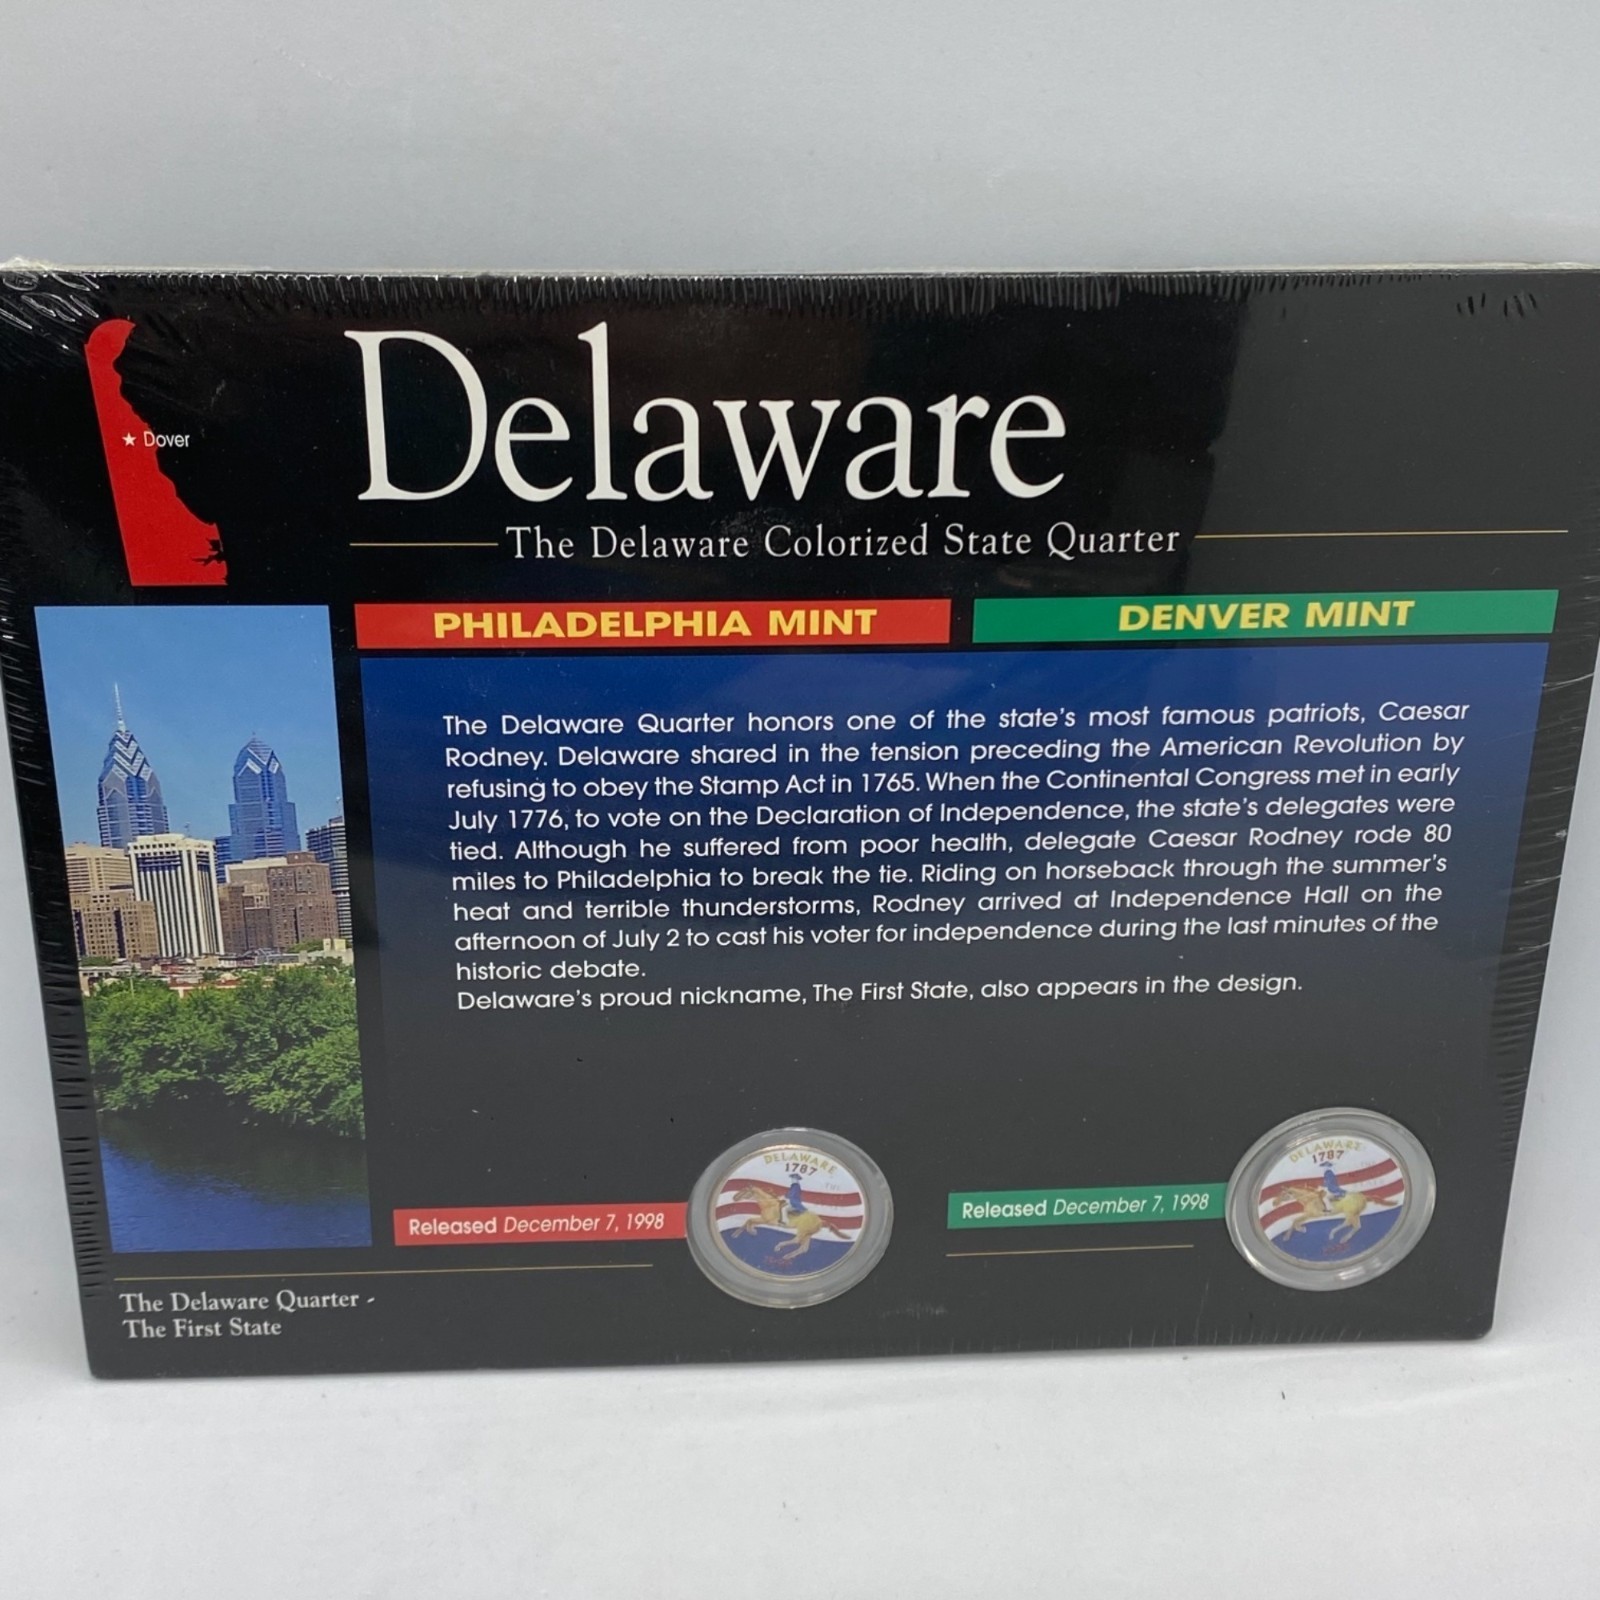 Delaware
★ Dover
The Delaware Colorized State Quarter
PHILADELPHIA MINT
DENVER MINT
The Delaware Quarter honors one of the state's most famous patriots, Caesar
Rodney. Delaware shared in the tension preceding the American Revolution by
refusing to obey the Stamp Act in 1765. When the Continental Congress met in early
July 1776, to vote on the Declaration of Independence, the state's delegates were
tied. Although he suffered from poor health, delegate Caesar Rodney rode 80
miles to Philadelphia to break the tie. Riding on horseback through the summer's
heat and terrible thunderstorms, Rodney arrived at Independence Hall on the
afternoon of July 2 to cast his voter for independence during the last minutes of the
historic debate.
Delaware's proud nickname, The First State, also appears in the design.
Released December 7, 1998
DELAWARE
1787
Released December 7, 1998
DELAWARE
1787
The Delaware Quarter -
The First State